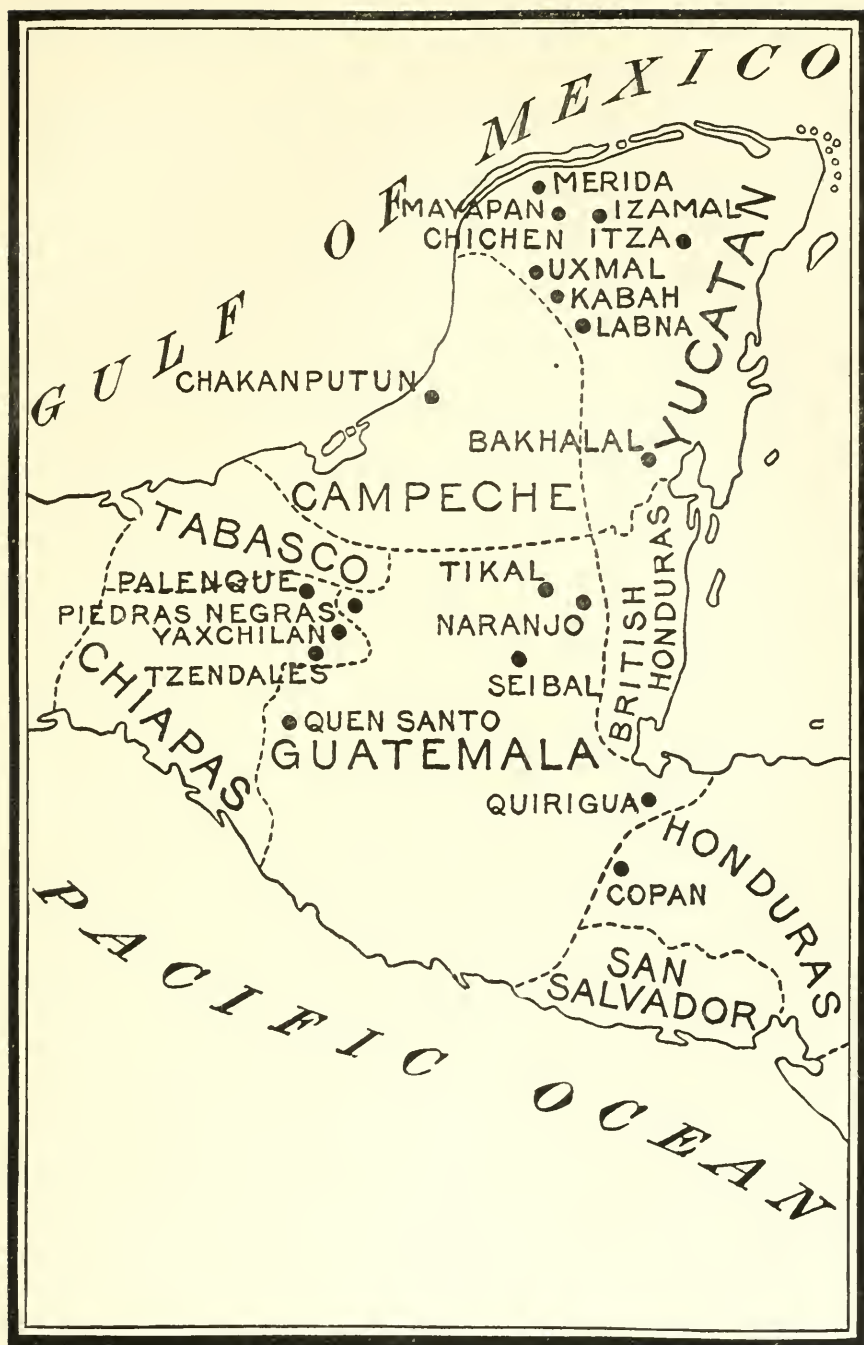 GULF OF MEXICO
MERIDA
MAYAPAN
IZAMAL
CHICHEN ITZA
UXMAL
KABAH
LABNA
YUCATAN
CHAKANPUTUN
BAKHALAL
CAMPECHE
TABASCO
TIKAL
PALENQUE
PIEDRAS NEGRAS
NARANJO
YAXCHILAN
TZENDALES
SEIBAL
BRITISH
HONDURAS
CHIAPAS
QUEN SANTO
GUATEMALA
QUIRIGUA
HONDURAS
COPAN
SAN
SALVADOR
PACIFIC OCEAN